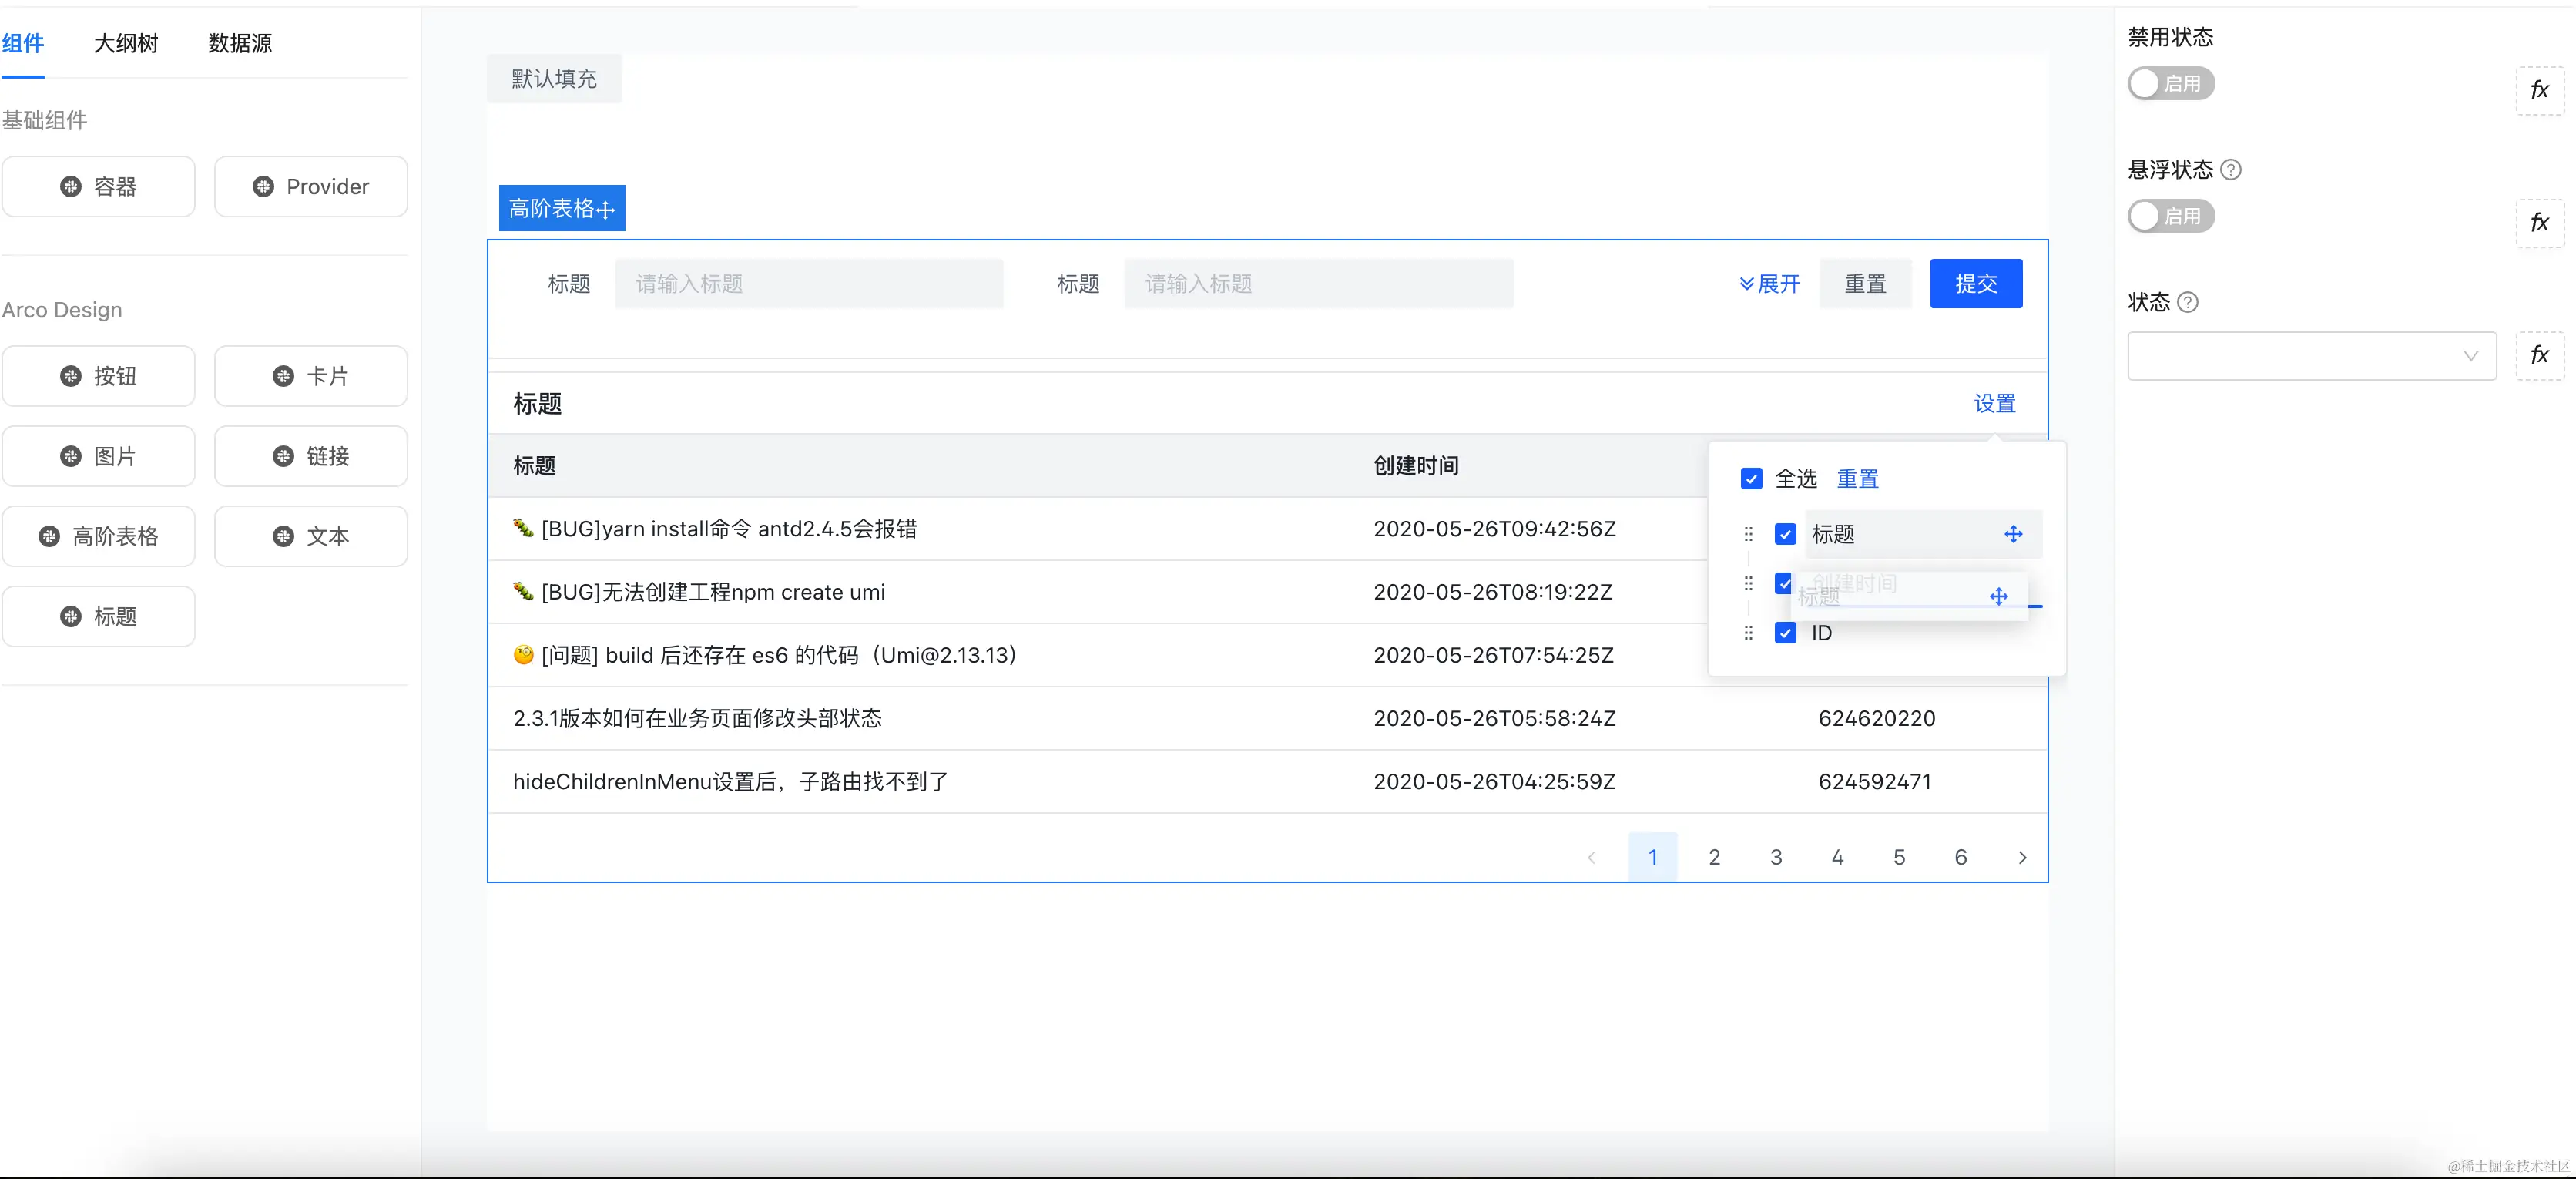 组件 大纲树 数据源
基础组件
容器 Provider
Arco Design
按钮 卡片
图片 链接
高阶表格 文本
标题
默认填充
高阶表格
标题 请输入标题 标题 请输入标题 展开 重置 提交
标题 设置
标题 创建时间
🐛 [BUG]yarn install命令 antd2.4.5会报错 2020-05-26T09:42:56Z
🐛 [BUG]无法创建工程npm create umi 2020-05-26T08:19:22Z
🧐 [问题] build 后还存在 es6 的代码（Umi@2.13.13） 2020-05-26T07:54:25Z
2.3.1版本如何在业务页面修改头部状态 2020-05-26T05:58:24Z 624620220
hideChildrenInMenu设置后，子路由找不到了 2020-05-26T04:25:59Z 624592471
1 2 3 4 5 6
全选 重置
标题
创建时间
标题
ID
禁用状态
启用 fx
悬浮状态
启用 fx
状态
fx
@稀土掘金技术社区